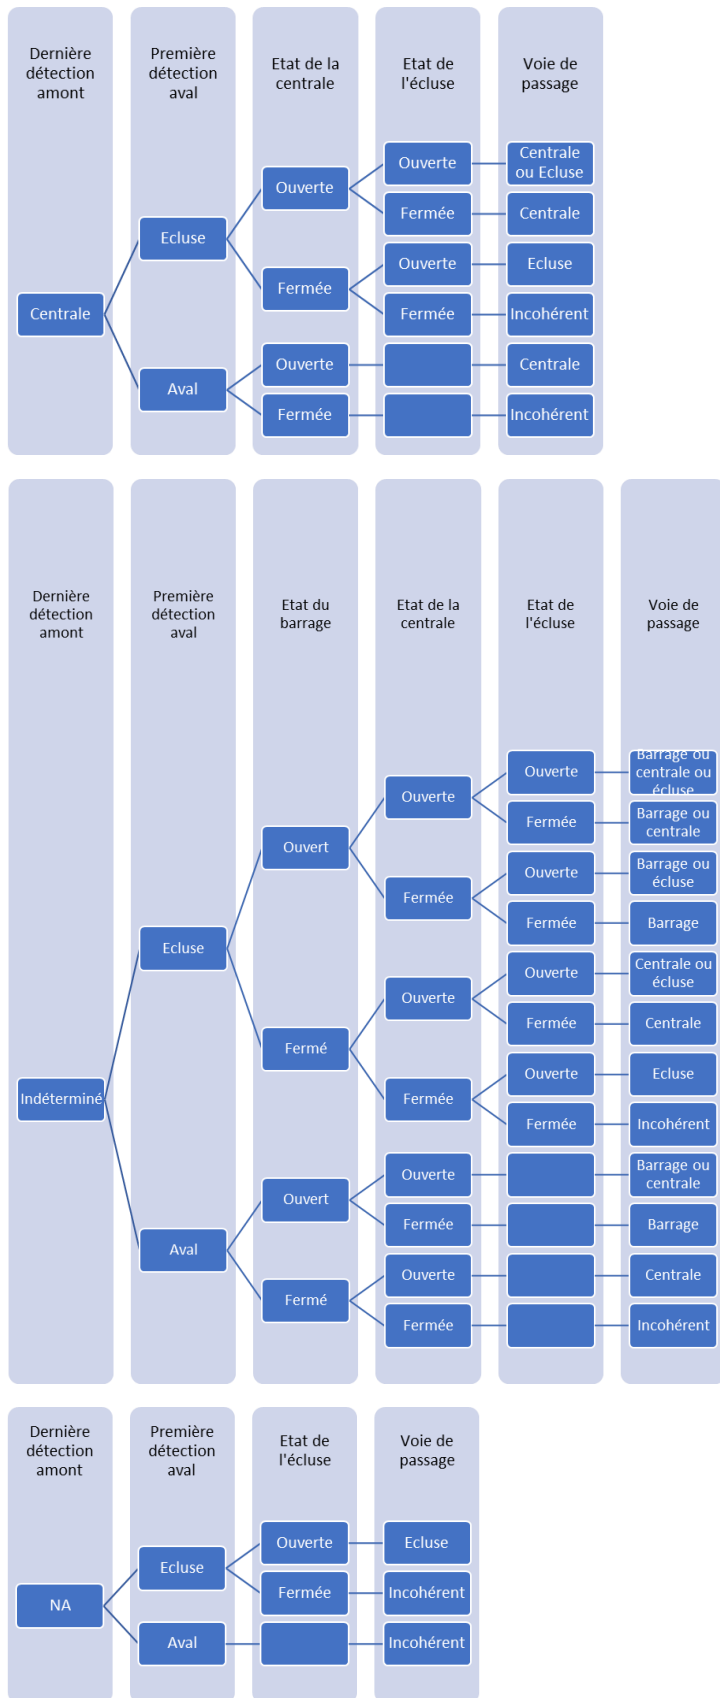 Dernière
détection
amont
Première
détection
aval
Etat de la
centrale
Etat de
l'écluse
Voie de
passage
Centrale
Ecluse
Ouverte
Ouverte
Centrale
ou Ecluse
Fermée
Centrale
Fermée
Ouverte
Ecluse
Fermée
Incohérent
Aval
Ouverte
Centrale
Fermée
Incohérent
Dernière
détection
amont
Première
détection
aval
Etat du
barrage
Etat de la
centrale
Etat de
l'écluse
Voie de
passage
Indéterminé
Ecluse
Ouvert
Ouverte
Ouverte
Barrage ou
centrale ou
écluse
Fermée
Barrage ou
centrale
Fermée
Ouverte
Barrage ou
écluse
Fermée
Barrage
Fermé
Ouverte
Ouverte
Centrale ou
écluse
Fermée
Centrale
Fermée
Ouverte
Ecluse
Fermée
Incohérent
Aval
Ouvert
Ouverte
Barrage ou
centrale
Fermée
Barrage
Fermé
Ouverte
Centrale
Fermée
Incohérent
Dernière
détection
amont
Première
détection
aval
Etat de
l'écluse
Voie de
passage
NA
Ecluse
Ouverte
Ecluse
Fermée
Incohérent
Aval
Incohérent